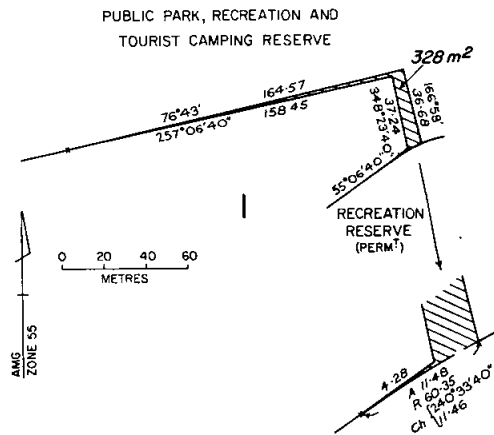 PUBLIC PARK, RECREATION AND
TOURIST CAMPING RESERVE
328 m²
76°43'
164·57
257°06'40"
158·45
166°58'
36·68
37·24
348°23'40"
55°06'40"
I
RECREATION
RESERVE
(PERMᵀ)
0 20 40 60
METRES
AMG
ZONE 55
4·28
A 11·48
R 60·35
Ch {240°33'40"
11·46